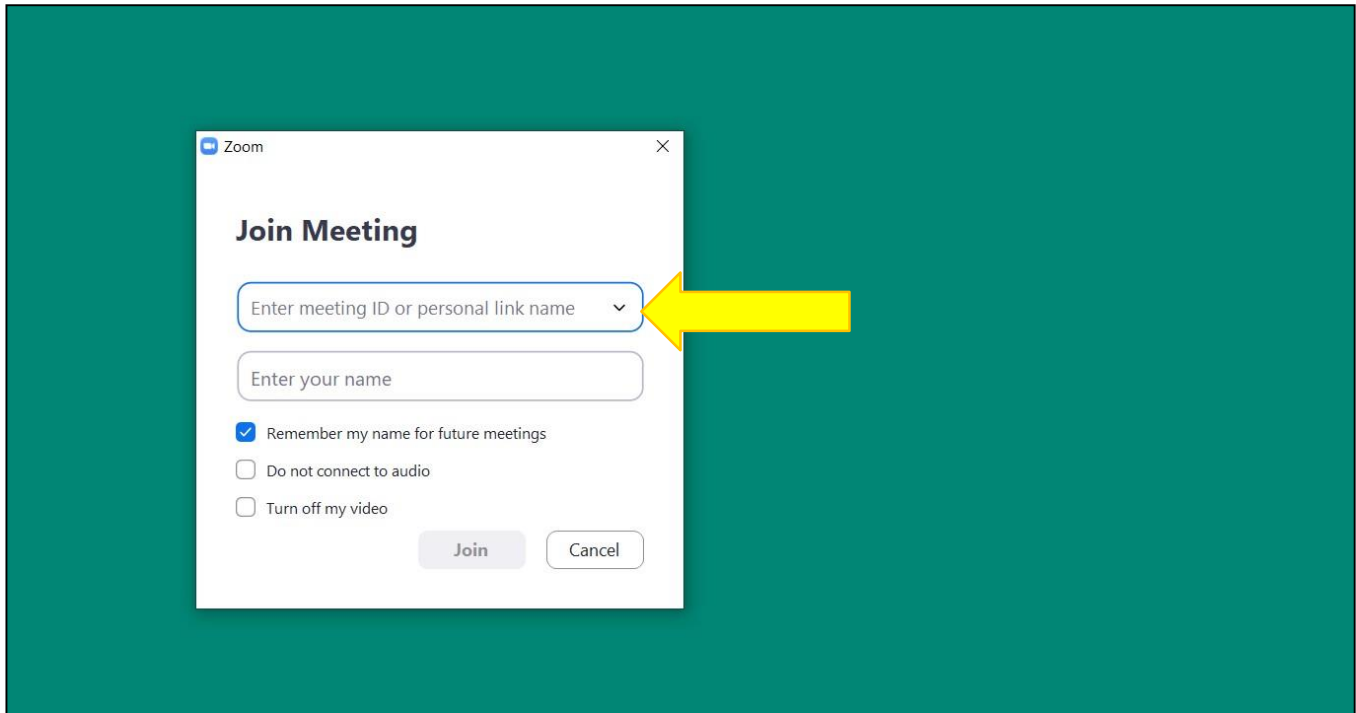 Zoom
Join Meeting
Enter meeting ID or personal link name
Enter your name
Remember my name for future meetings
Do not connect to audio
Turn off my video
Join Cancel